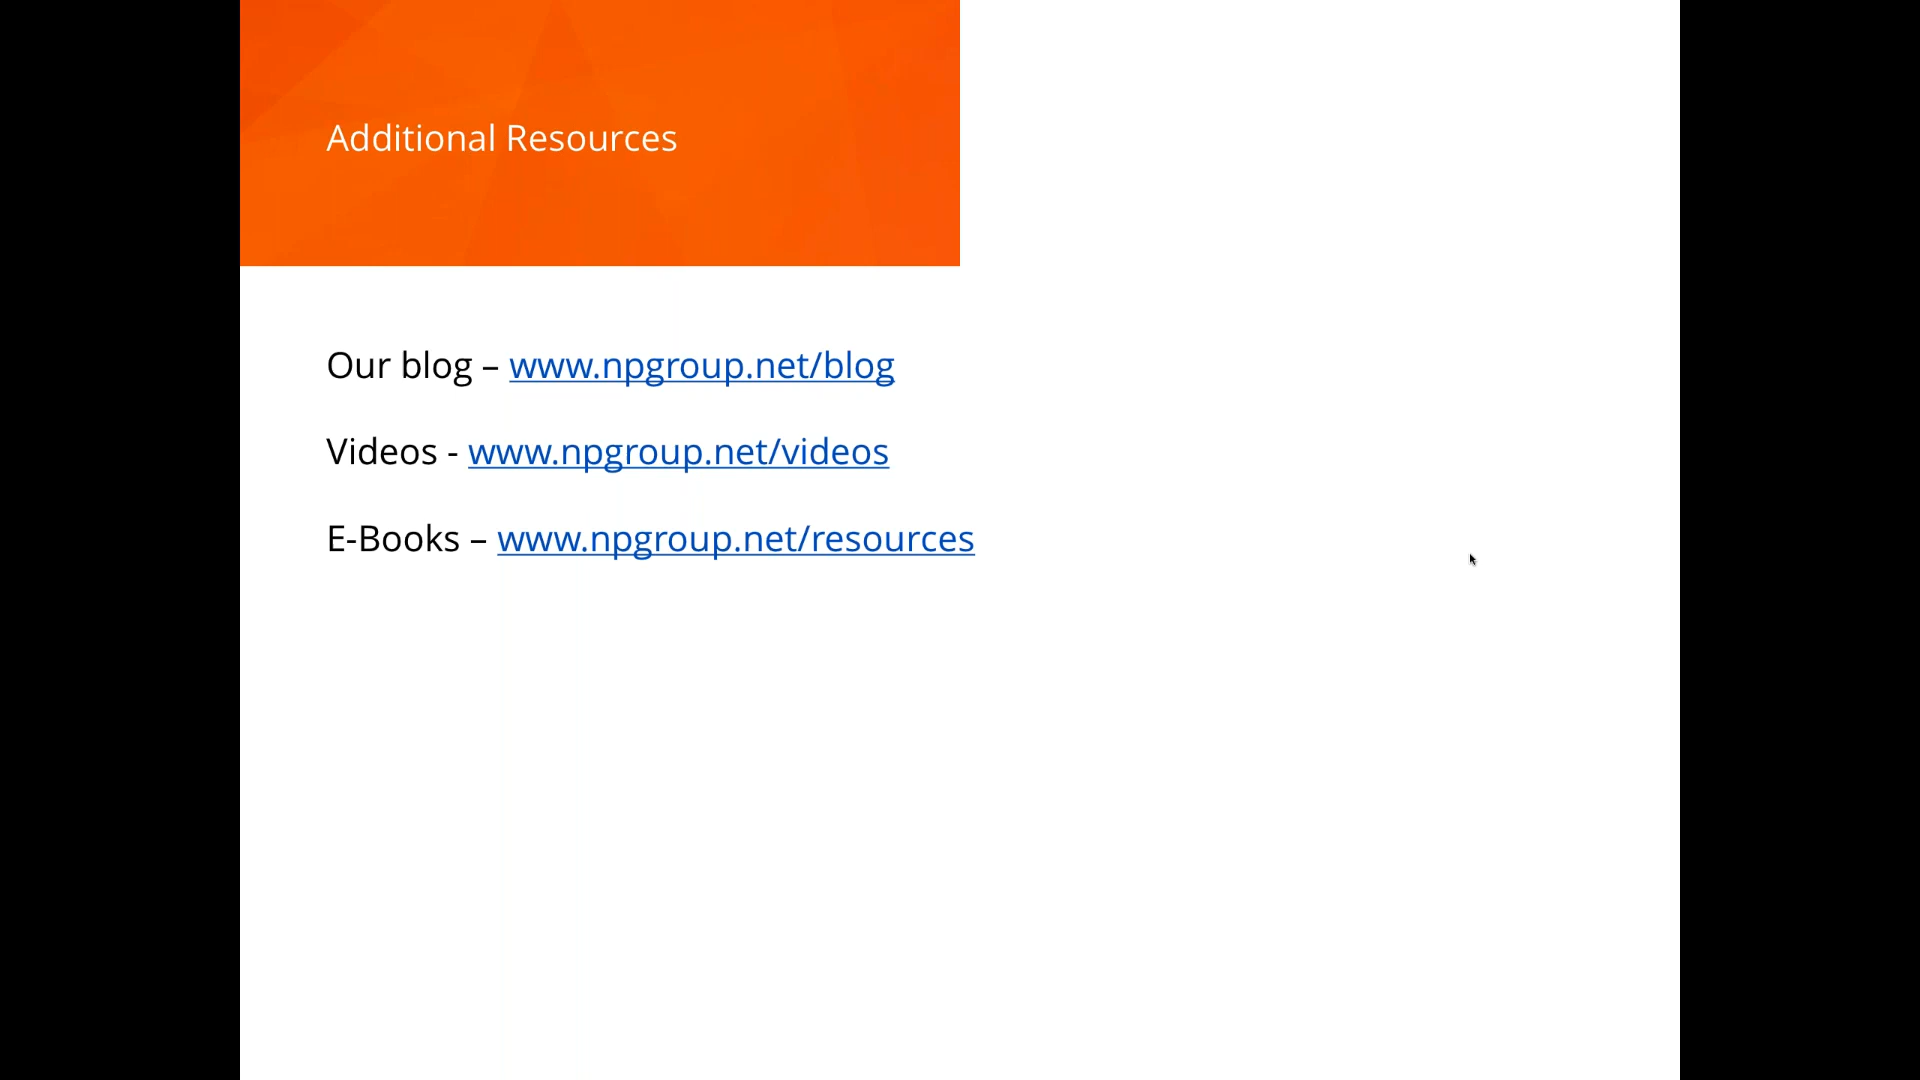 Additional Resources
Our blog – www.npgroup.net/blog
Videos - www.npgroup.net/videos
E-Books – www.npgroup.net/resources